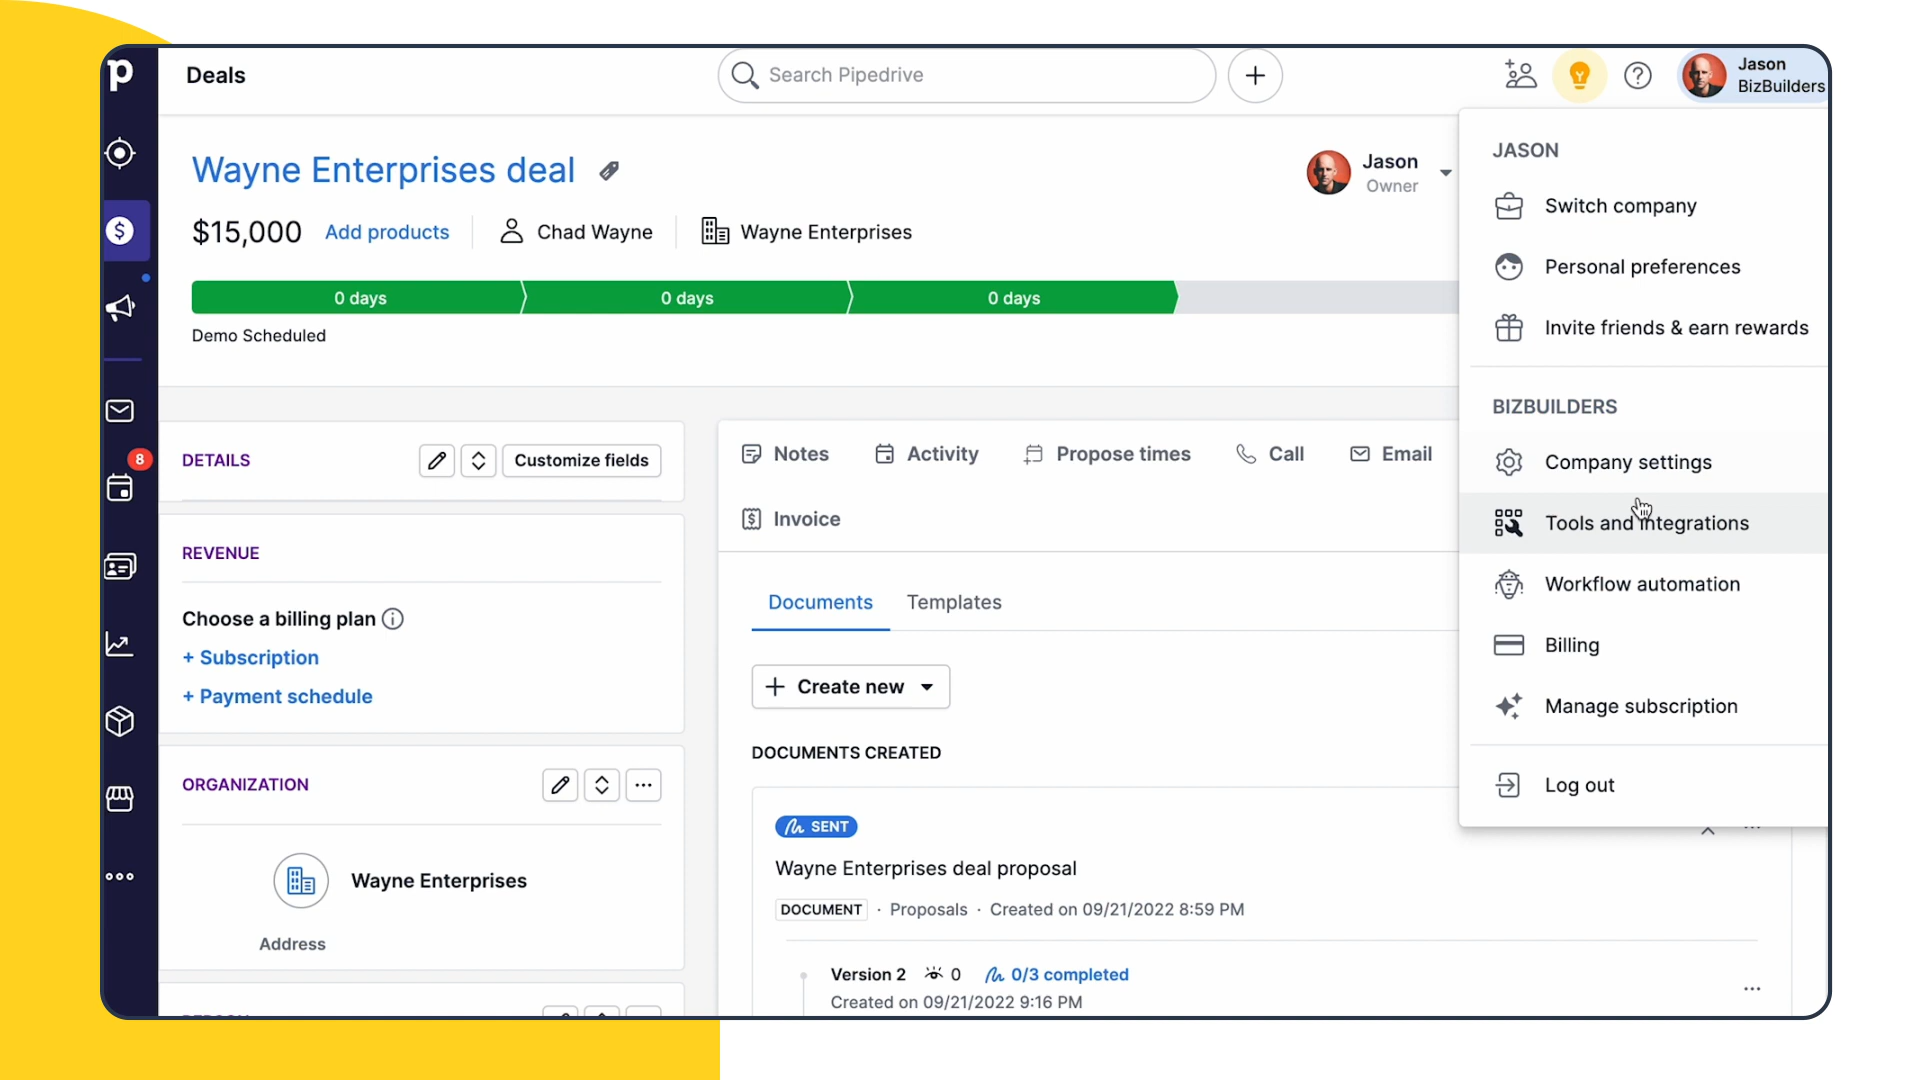 Deals
Search Pipedrive
Jason
BizBuilders
Wayne Enterprises deal
Jason
Owner
$15,000
Add products
Chad Wayne
Wayne Enterprises
0 days
0 days
0 days
Demo Scheduled
JASON
Switch company
Personal preferences
Invite friends & earn rewards
BIZBUILDERS
Company settings
Tools and integrations
Workflow automation
Billing
Manage subscription
Log out
8
DETAILS
Customize fields
REVENUE
Choose a billing plan
+ Subscription
+ Payment schedule
ORGANIZATION
Wayne Enterprises
Address
Notes
Activity
Propose times
Call
Email
Invoice
Documents
Templates
Create new
DOCUMENTS CREATED
SENT
Wayne Enterprises deal proposal
DOCUMENT · Proposals · Created on 09/21/2022 8:59 PM
Version 2 0 0/3 completed
Created on 09/21/2022 9:16 PM